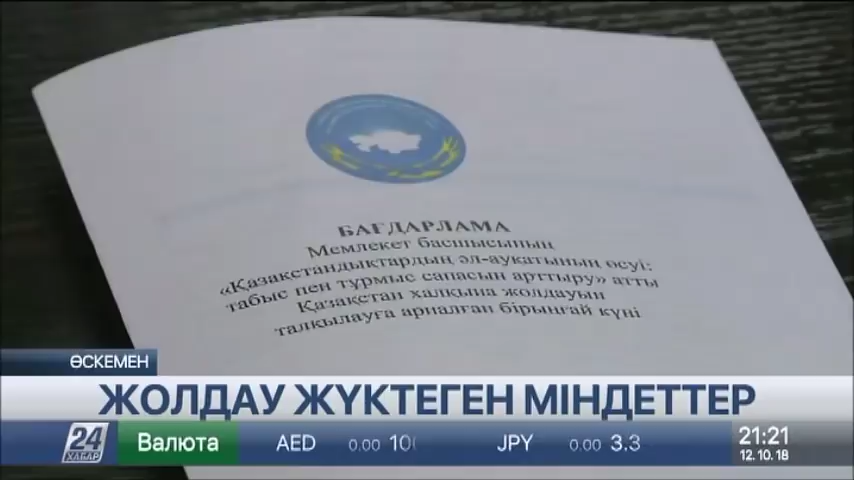 БАҒДАРЛАМА
Мемлекет басшысының
«Қазақстандықтардың әл-ауқатының өсуі:
табыс пен тұрмыс сапасын арттыру» атты
Қазақстан халқына жолдауын
талқылауға арналған бірыңғай күні
ӨСКЕМЕН
ЖОЛДАУ ЖҮКТЕГЕН МІНДЕТТЕР
24 ХАБАР
Валюта AED 0.00 JPY 0.00 3.3
21:21
12.10.18